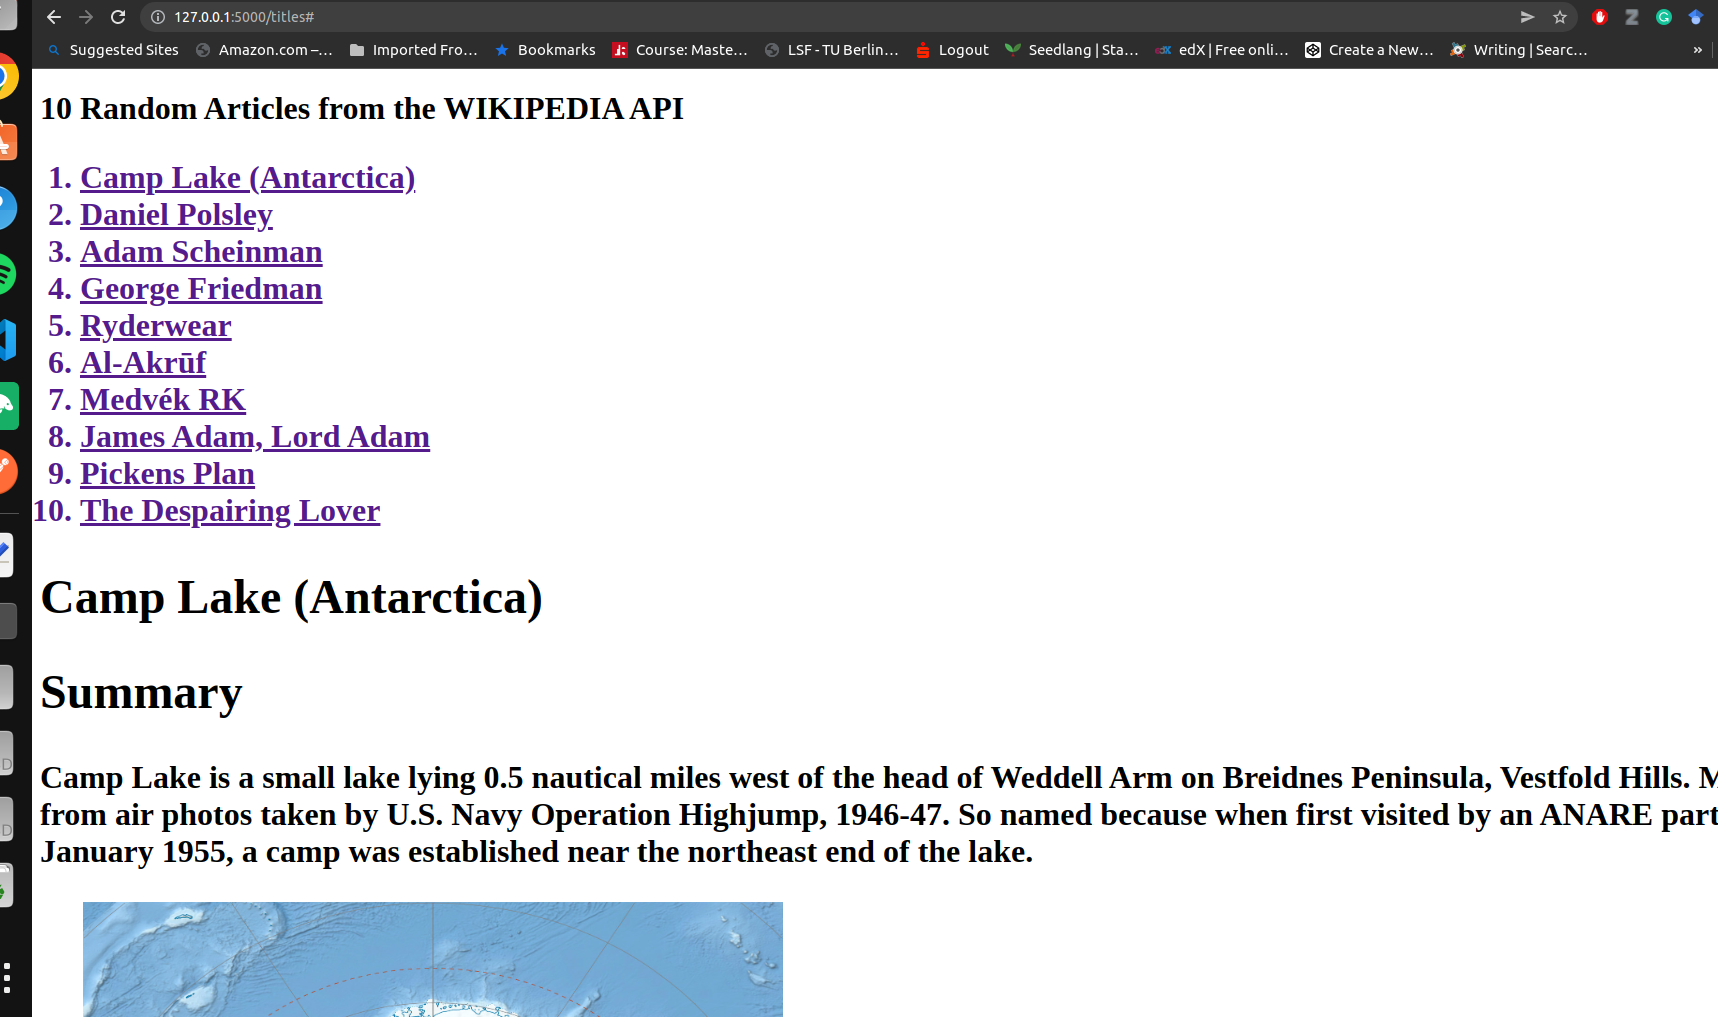 127.0.0.1:5000/titles#
Suggested Sites Amazon.com –… Imported Fro… Bookmarks Course: Maste… LSF - TU Berlin… Logout Seedlang | Sta… edX | Free onli… Create a New… Writing | Searc… »
10 Random Articles from the WIKIPEDIA API
1. Camp Lake (Antarctica)
2. Daniel Polsley
3. Adam Scheinman
4. George Friedman
5. Ryderwear
6. Al-Akrūf
7. Medvék RK
8. James Adam, Lord Adam
9. Pickens Plan
10. The Despairing Lover
Camp Lake (Antarctica)
Summary
Camp Lake is a small lake lying 0.5 nautical miles west of the head of Weddell Arm on Breidnes Peninsula, Vestfold Hills.
from air photos taken by U.S. Navy Operation Highjump, 1946-47. So named because when first visited by an ANARE part
January 1955, a camp was established near the northeast end of the lake.